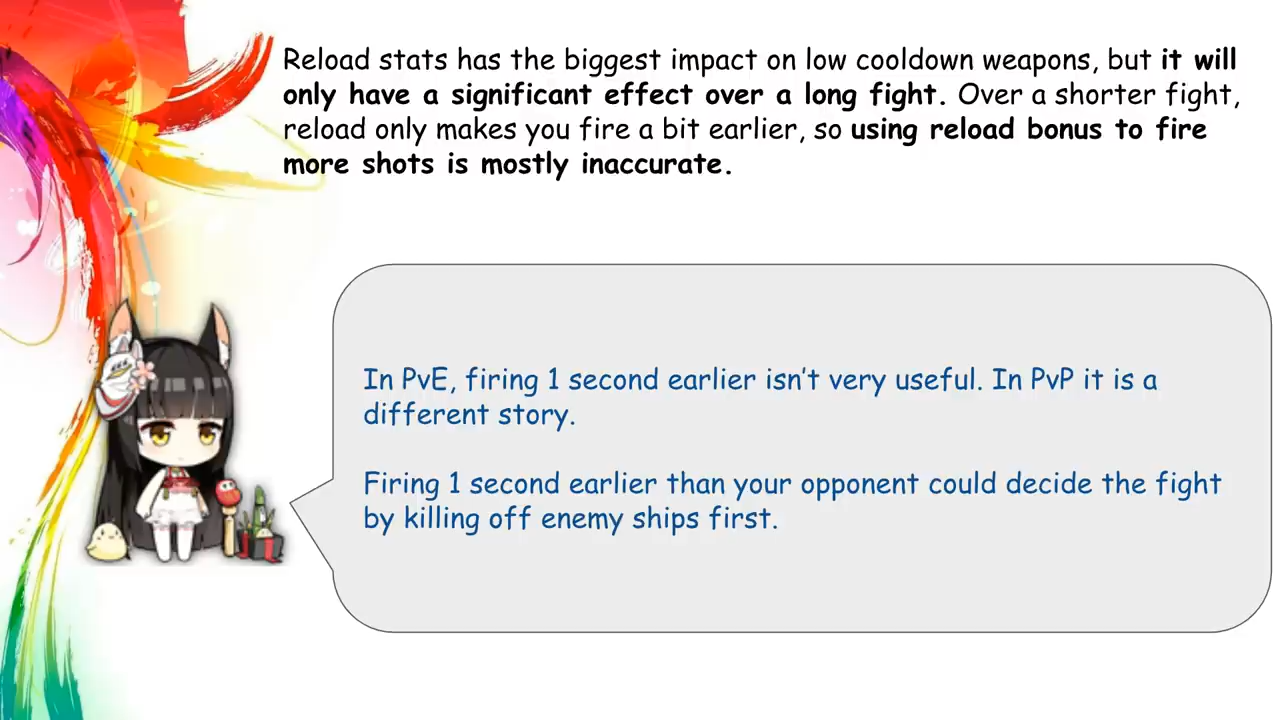 Reload stats has the biggest impact on low cooldown weapons, but it will
only have a significant effect over a long fight. Over a shorter fight,
reload only makes you fire a bit earlier, so using reload bonus to fire
more shots is mostly inaccurate.
In PvE, firing 1 second earlier isn't very useful. In PvP it is a
different story.
Firing 1 second earlier than your opponent could decide the fight
by killing off enemy ships first.